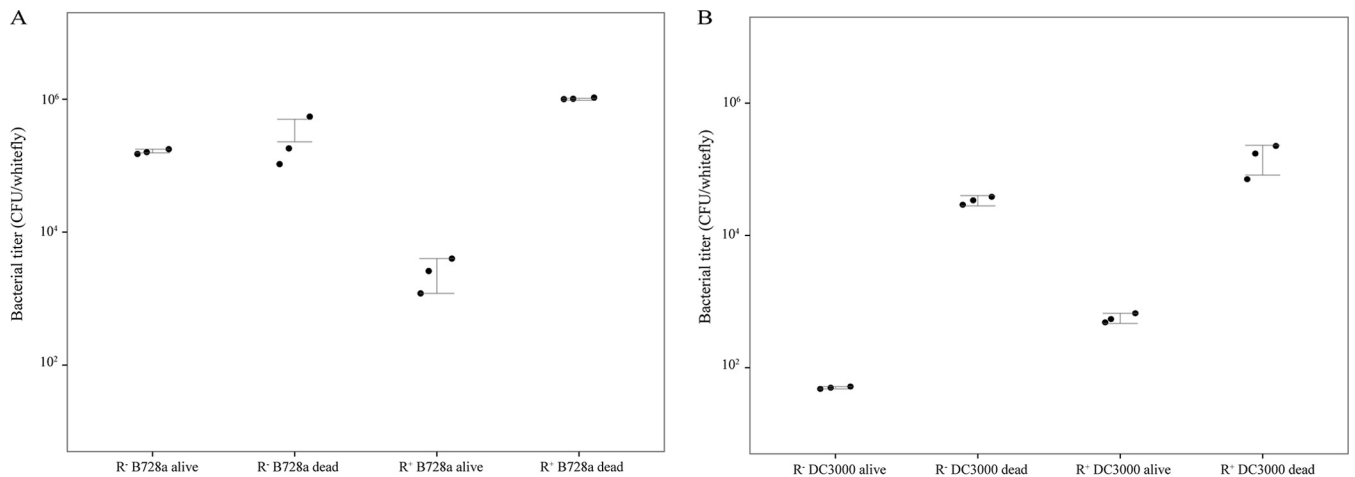 A
Bacterial titer (CFU/whitefly)
10⁶
10⁴
10²
R⁻ B728a alive
R⁻ B728a dead
R⁺ B728a alive
R⁺ B728a dead
B
Bacterial titer (CFU/whitefly)
10⁶
10⁴
10²
R⁻ DC3000 alive
R⁻ DC3000 dead
R⁺ DC3000 alive
R⁺ DC3000 dead